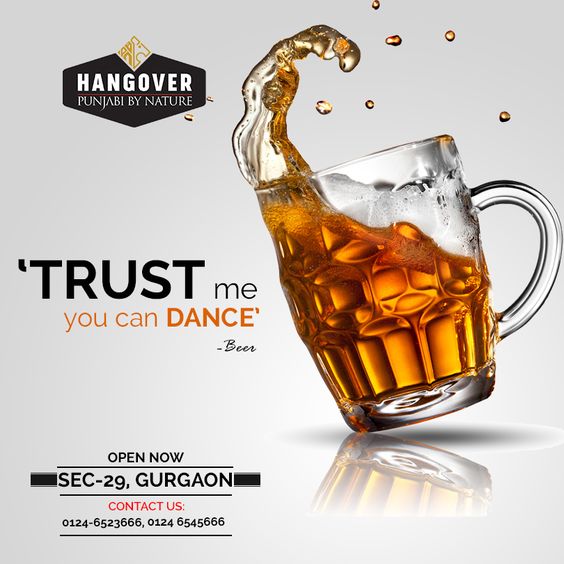 HANGOVER
PUNJABI BY NATURE
‘TRUST me
you can DANCE’
-Beer
OPEN NOW
SEC-29, GURGAON
CONTACT US:
0124-6523666, 0124 6545666